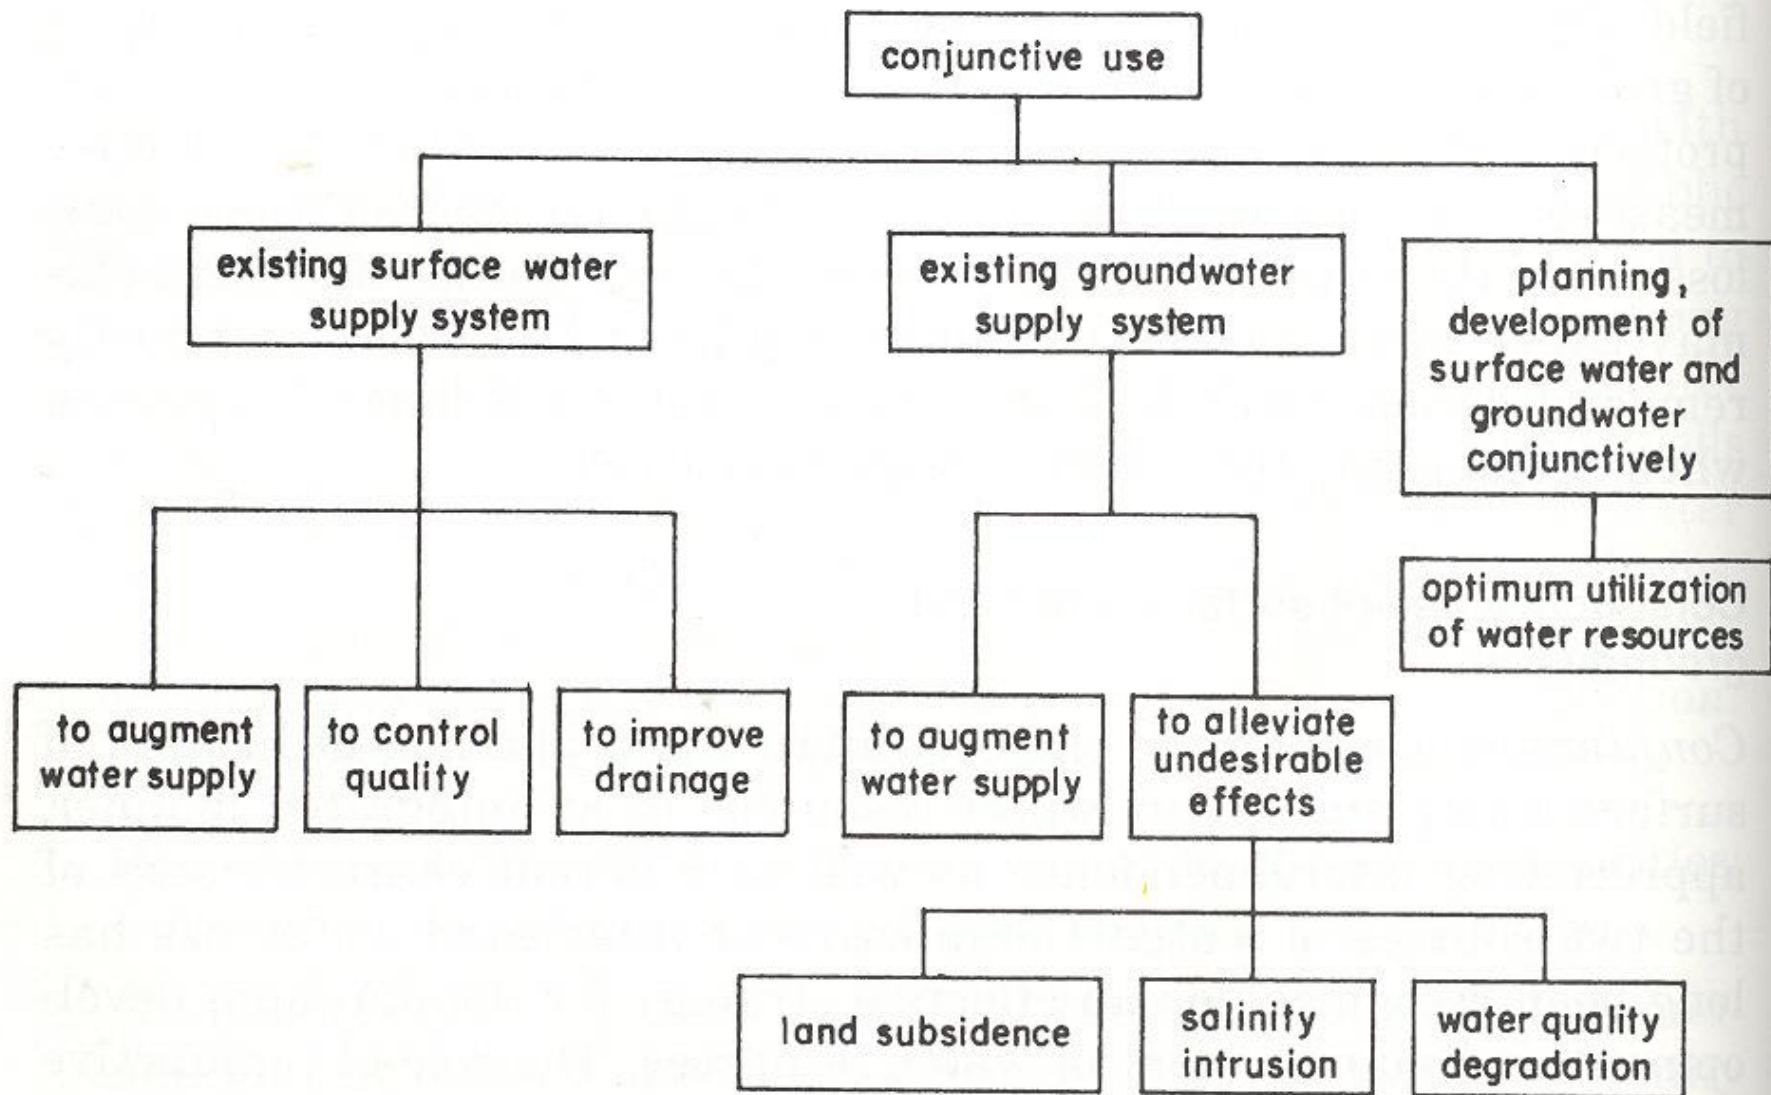 conjunctive use
existing surface water
supply system
existing groundwater
supply system
planning,
development of
surface water and
groundwater
conjunctively
optimum utilization
of water resources
to augment
water supply
to control
quality
to improve
drainage
to augment
water supply
to alleviate
undesirable
effects
land subsidence
salinity
intrusion
water quality
degradation